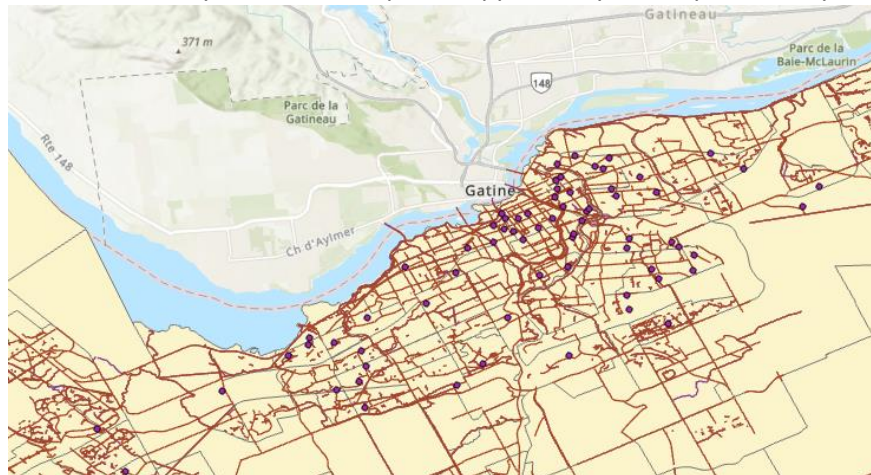 Gatineau
371 m
Parc de la
Baie-McLaurin
148
Parc de la
Gatineau
Rte 148
Gatine
Ch d'Aylmer